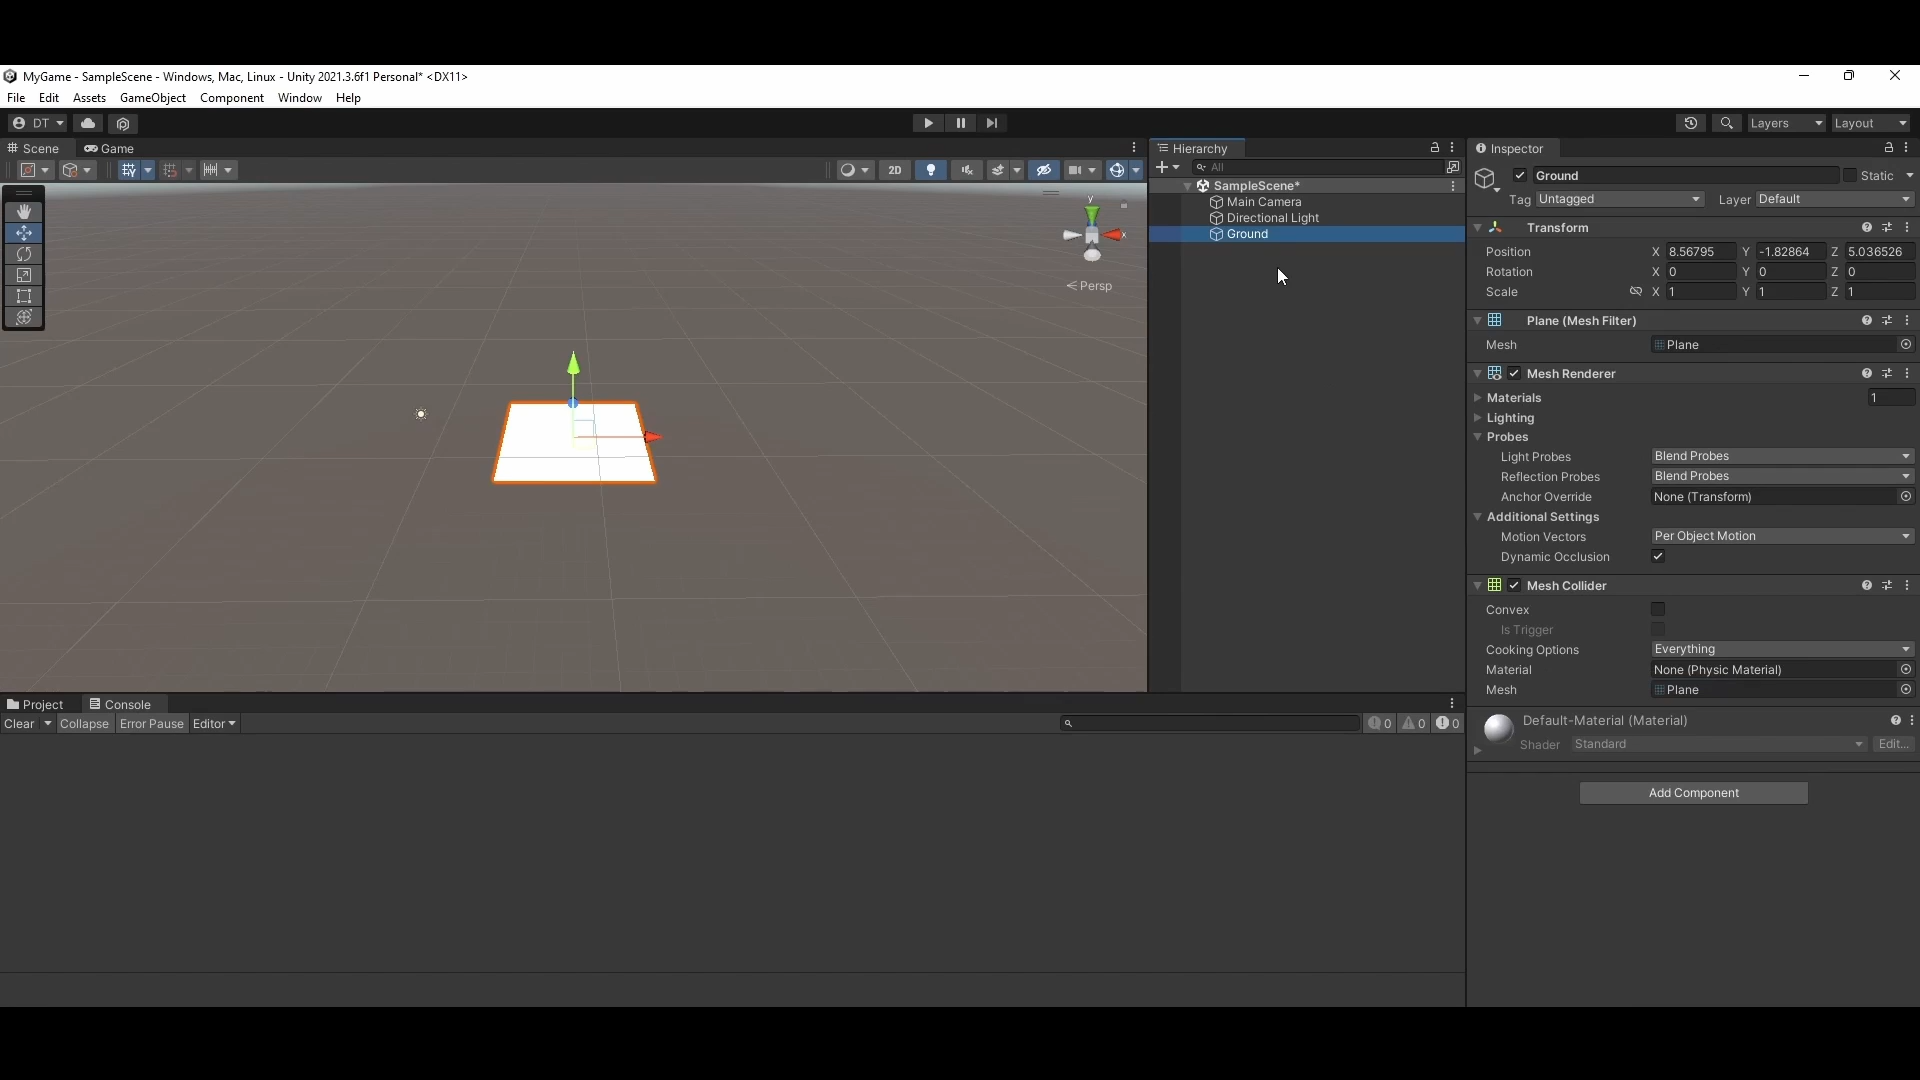 MyGame - SampleScene - Windows, Mac, Linux - Unity 2021.3.6f1 Personal* <DX11>
File Edit Assets GameObject Component Window Help
DT Layers Layout
Scene Game Hierarchy Inspector
2D All Ground Static
SampleScene*
Tag Untagged Layer Default
Main Camera
Directional Light
Ground
y
x
< Persp
Transform
Position X 8.56795 Y -1.82864 Z 5.036526
Rotation X 0 Y 0 Z 0
Scale X 1 Y 1 Z 1
Plane (Mesh Filter)
Mesh Plane
Mesh Renderer
Materials 1
Lighting
Probes
Light Probes Blend Probes
Reflection Probes Blend Probes
Anchor Override None (Transform)
Additional Settings
Motion Vectors Per Object Motion
Dynamic Occlusion
Mesh Collider
Convex
Is Trigger
Cooking Options Everything
Material None (Physic Material)
Mesh Plane
Default-Material (Material)
Shader Standard Edit...
Add Component
Project Console
Clear Collapse Error Pause Editor 0 0 0